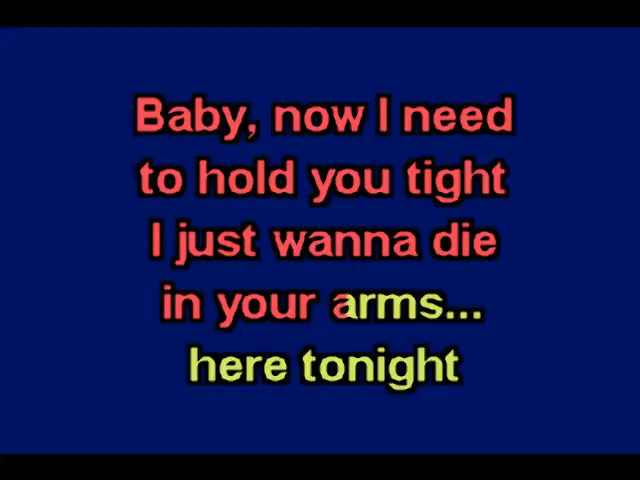 Baby, now I need
to hold you tight
I just wanna die
in your arms...
here tonight